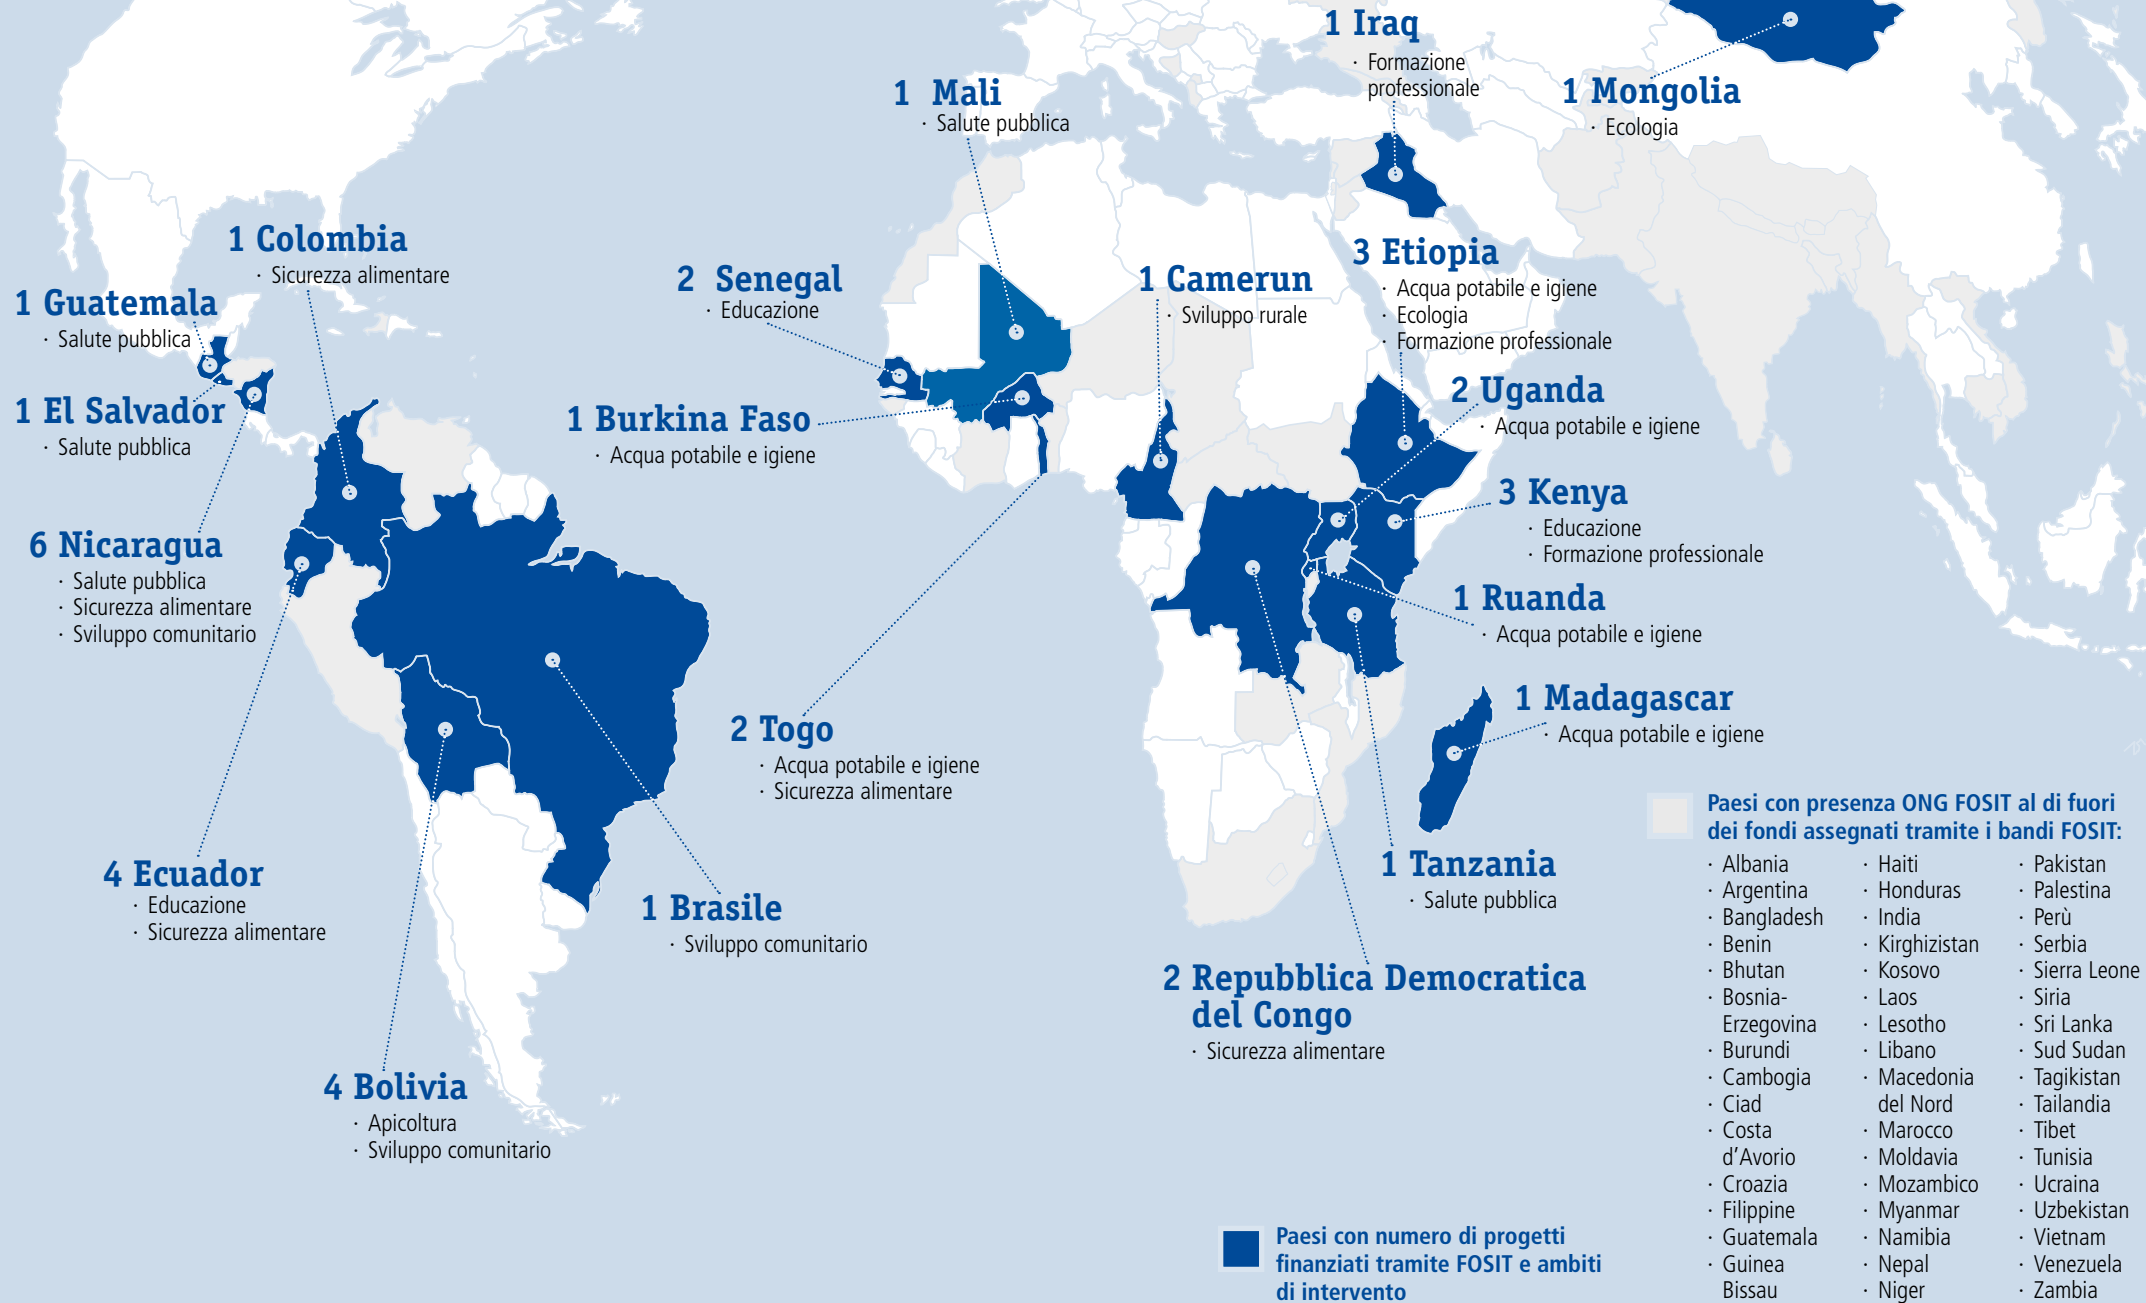 1 Iraq
· Formazione
professionale
1 Mongolia
· Ecologia
1 Mali
· Salute pubblica
1 Colombia
· Sicurezza alimentare
1 Guatemala
· Salute pubblica
1 El Salvador
· Salute pubblica
6 Nicaragua
· Salute pubblica
· Sicurezza alimentare
· Sviluppo comunitario
2 Senegal
· Educazione
1 Camerun
· Sviluppo rurale
3 Etiopia
· Acqua potabile e igiene
· Ecologia
· Formazione professionale
1 Burkina Faso
· Acqua potabile e igiene
2 Uganda
· Acqua potabile e igiene
3 Kenya
· Educazione
· Formazione professionale
1 Ruanda
· Acqua potabile e igiene
1 Madagascar
· Acqua potabile e igiene
2 Togo
· Acqua potabile e igiene
· Sicurezza alimentare
4 Ecuador
· Educazione
· Sicurezza alimentare
1 Brasile
· Sviluppo comunitario
1 Tanzania
· Salute pubblica
2 Repubblica Democratica
del Congo
· Sicurezza alimentare
4 Bolivia
· Apicoltura
· Sviluppo comunitario
Paesi con numero di progetti
finanziati tramite FOSIT e ambiti
di intervento
Paesi con presenza ONG FOSIT al di fuori
dei fondi assegnati tramite i bandi FOSIT:
· Albania
· Argentina
· Bangladesh
· Benin
· Bhutan
· Bosnia-
Erzegovina
· Burundi
· Cambogia
· Ciad
· Costa
d'Avorio
· Croazia
· Filippine
· Guatemala
· Guinea
Bissau
· Haiti
· Honduras
· India
· Kirghizistan
· Kosovo
· Laos
· Lesotho
· Libano
· Macedonia
del Nord
· Marocco
· Moldavia
· Mozambico
· Myanmar
· Namibia
· Nepal
· Niger
· Pakistan
· Palestina
· Perù
· Serbia
· Sierra Leone
· Siria
· Sri Lanka
· Sud Sudan
· Tagikistan
· Tailandia
· Tibet
· Tunisia
· Ucraina
· Uzbekistan
· Vietnam
· Venezuela
· Zambia